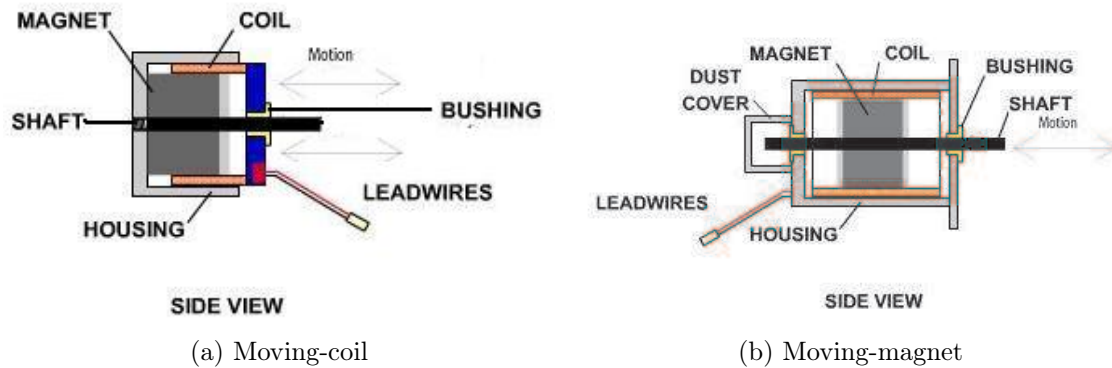 MAGNET
COIL
Motion
BUSHING
SHAFT
LEADWIRES
HOUSING
SIDE VIEW
(a) Moving-coil
MAGNET
COIL
DUST
COVER
BUSHING
SHAFT
Motion
LEADWIRES
HOUSING
SIDE VIEW
(b) Moving-magnet